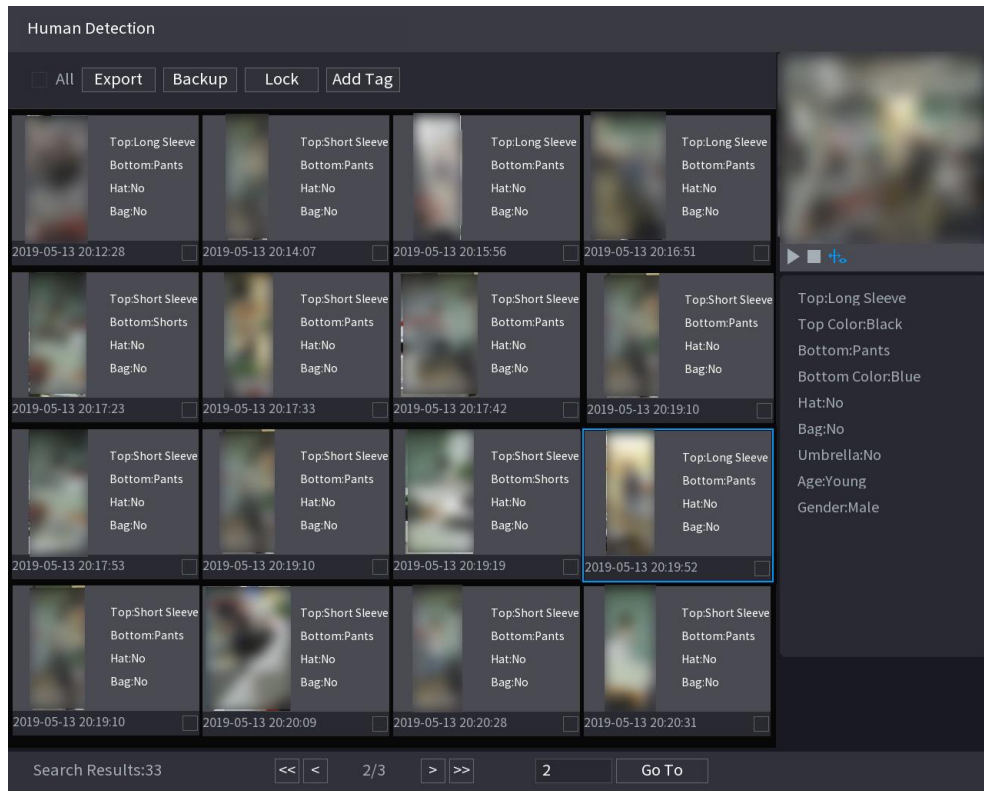 Human Detection
All Export Backup Lock Add Tag
Top:Long Sleeve
Bottom:Pants
Hat:No
Bag:No
2019-05-13 20:12:28
Top:Short Sleeve
Bottom:Pants
Hat:No
Bag:No
2019-05-13 20:14:07
Top:Long Sleeve
Bottom:Pants
Hat:No
Bag:No
2019-05-13 20:15:56
Top:Long Sleeve
Bottom:Pants
Hat:No
Bag:No
2019-05-13 20:16:51
Top:Short Sleeve
Bottom:Shorts
Hat:No
Bag:No
2019-05-13 20:17:23
Top:Short Sleeve
Bottom:Pants
Hat:No
Bag:No
2019-05-13 20:17:33
Top:Short Sleeve
Bottom:Pants
Hat:No
Bag:No
2019-05-13 20:17:42
Top:Short Sleeve
Bottom:Pants
Hat:No
Bag:No
2019-05-13 20:19:10
Top:Short Sleeve
Bottom:Pants
Hat:No
Bag:No
2019-05-13 20:17:53
Top:Short Sleeve
Bottom:Pants
Hat:No
Bag:No
2019-05-13 20:19:10
Top:Short Sleeve
Bottom:Shorts
Hat:No
Bag:No
2019-05-13 20:19:19
Top:Long Sleeve
Bottom:Pants
Hat:No
Bag:No
2019-05-13 20:19:52
Top:Short Sleeve
Bottom:Pants
Hat:No
Bag:No
2019-05-13 20:19:10
Top:Short Sleeve
Bottom:Pants
Hat:No
Bag:No
2019-05-13 20:20:09
Top:Short Sleeve
Bottom:Pants
Hat:No
Bag:No
2019-05-13 20:20:28
Top:Short Sleeve
Bottom:Pants
Hat:No
Bag:No
2019-05-13 20:20:31
Top:Long Sleeve
Top Color:Black
Bottom:Pants
Bottom Color:Blue
Hat:No
Bag:No
Umbrella:No
Age:Young
Gender:Male
Search Results:33 << < 2/3 > >> 2 Go To